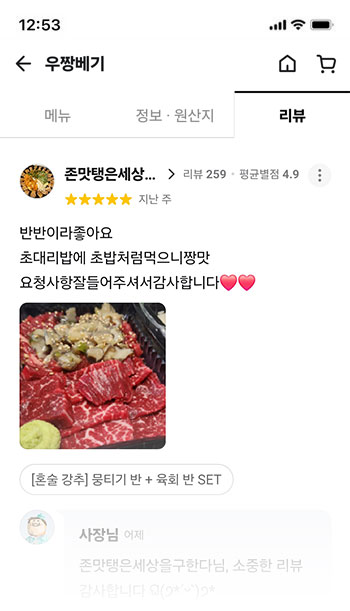 12:53
우짱베기
메뉴
정보 · 원산지
리뷰
존맛탱은세상... 리뷰 259 · 평균별점 4.9
지난 주
반반이라좋아요
초대리밥에 초밥처럼먹으니짱맛
요청사항잘들어주셔서감사합니다❤️❤️
[혼술 강추] 뭉티기 반 + 육회 반 SET
사장님 어제
존맛탱은세상을구한다님, 소중한 리뷰
감사합니다